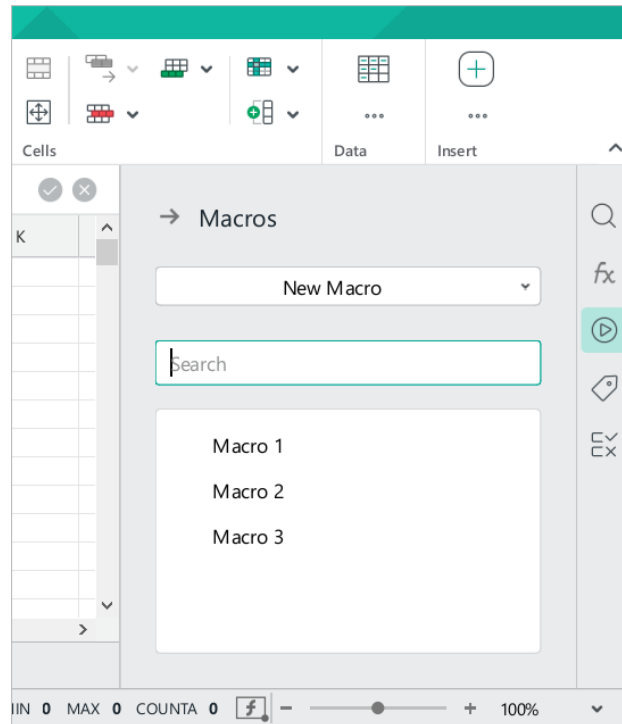 Cells Data Insert
K
Macros
fx
New Macro
Search
Macro 1
Macro 2
Macro 3
IIN 0 MAX 0 COUNTA 0 f 100%